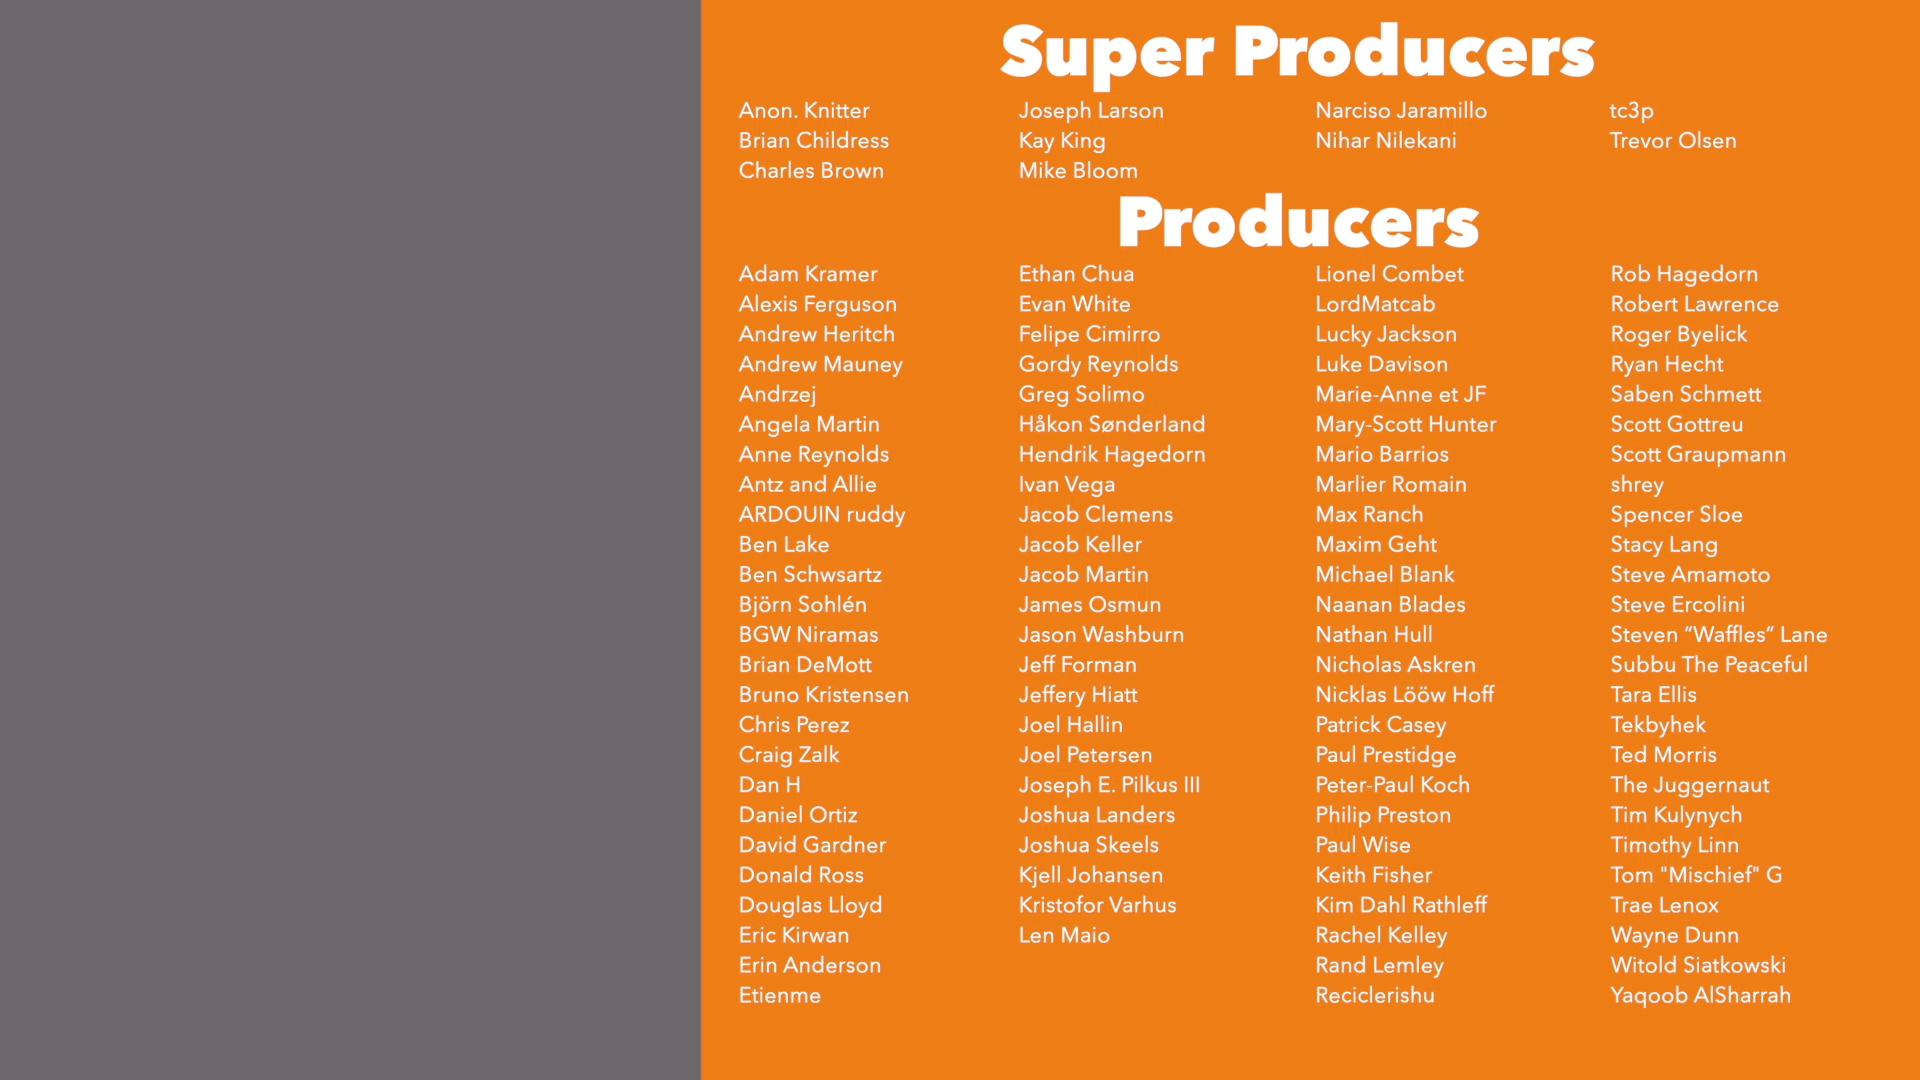 Super Producers
Anon. Knitter
Brian Childress
Charles Brown
Joseph Larson
Kay King
Mike Bloom
Narciso Jaramillo
Nihar Nilekani
tc3p
Trevor Olsen
Producers
Adam Kramer
Alexis Ferguson
Andrew Heritch
Andrew Mauney
Andrzej
Angela Martin
Anne Reynolds
Antz and Allie
ARDOUIN ruddy
Ben Lake
Ben Schwsartz
Björn Sohlén
BGW Niramas
Brian DeMott
Bruno Kristensen
Chris Perez
Craig Zalk
Dan H
Daniel Ortiz
David Gardner
Donald Ross
Douglas Lloyd
Eric Kirwan
Erin Anderson
Etienme
Ethan Chua
Evan White
Felipe Cimirro
Gordy Reynolds
Greg Solimo
Håkon Sønderland
Hendrik Hagedorn
Ivan Vega
Jacob Clemens
Jacob Keller
Jacob Martin
James Osmun
Jason Washburn
Jeff Forman
Jeffery Hiatt
Joel Hallin
Joel Petersen
Joseph E. Pilkus III
Joshua Landers
Joshua Skeels
Kjell Johansen
Kristofor Varhus
Len Maio
Lionel Combet
LordMatcab
Lucky Jackson
Luke Davison
Marie-Anne et JF
Mary-Scott Hunter
Mario Barrios
Marlier Romain
Max Ranch
Maxim Geht
Michael Blank
Naanan Blades
Nathan Hull
Nicholas Askren
Nicklas Lööw Hoff
Patrick Casey
Paul Prestidge
Peter-Paul Koch
Philip Preston
Paul Wise
Keith Fisher
Kim Dahl Rathleff
Rachel Kelley
Rand Lemley
Reciclerishu
Rob Hagedorn
Robert Lawrence
Roger Byelick
Ryan Hecht
Saben Schmett
Scott Gottreu
Scott Graupmann
shrey
Spencer Sloe
Stacy Lang
Steve Amamoto
Steve Ercolini
Steven “Waffles” Lane
Subbu The Peaceful
Tara Ellis
Tekbyhek
Ted Morris
The Juggernaut
Tim Kulynych
Timothy Linn
Tom "Mischief" G
Trae Lenox
Wayne Dunn
Witold Siatkowski
Yaqoob AlSharrah